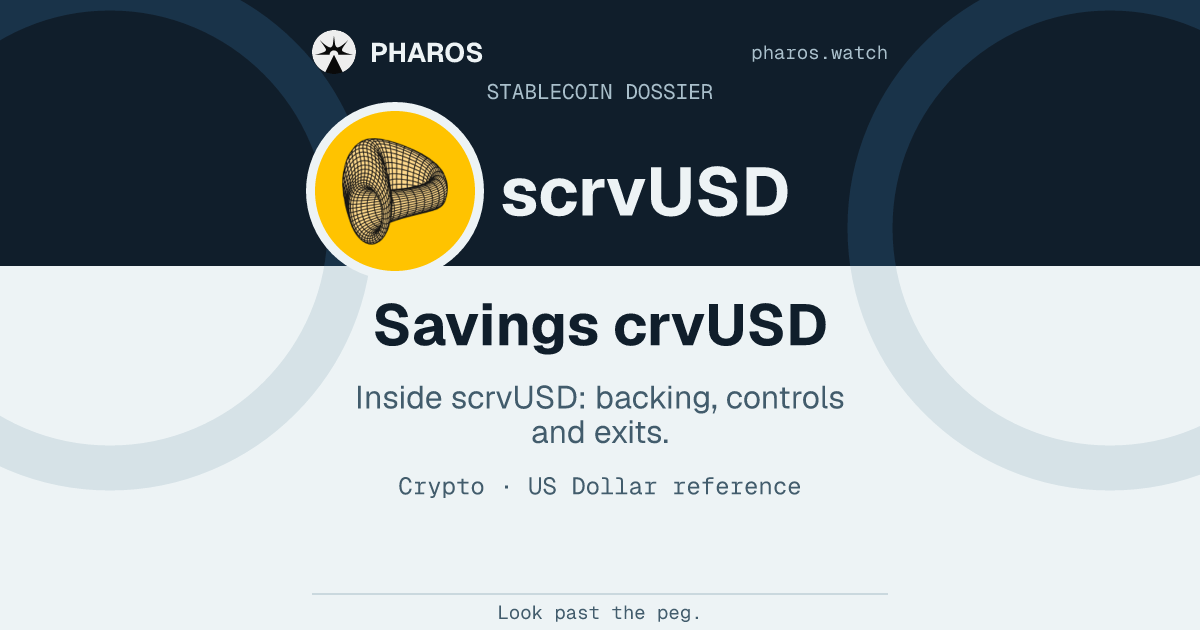 PHAROS
pharos.watch
STABLECOIN DOSSIER
scrvUSD
Savings crvUSD
Inside scrvUSD: backing, controls
and exits.
Crypto · US Dollar reference
Look past the peg.